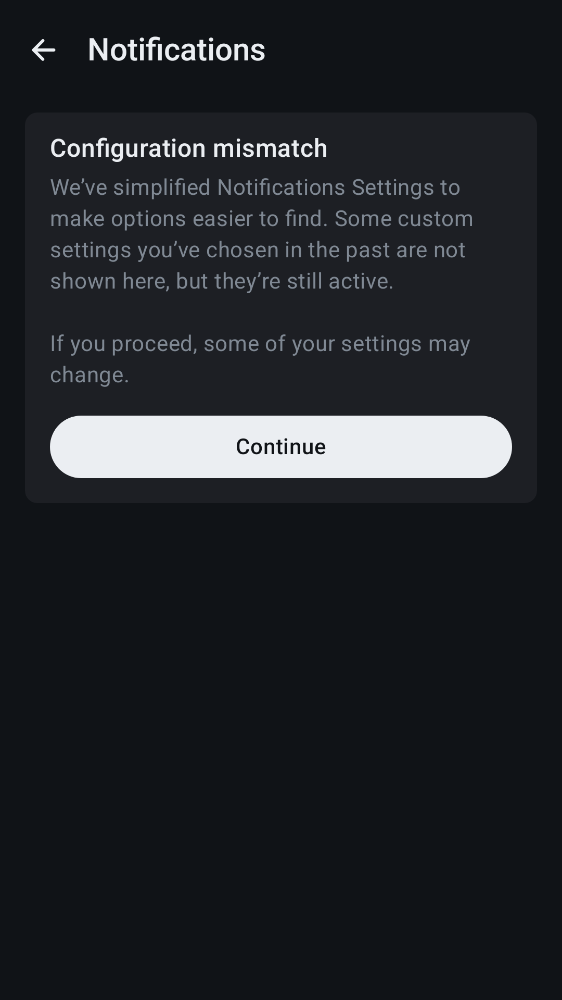 Notifications
Configuration mismatch
We’ve simplified Notifications Settings to
make options easier to find. Some custom
settings you’ve chosen in the past are not
shown here, but they’re still active.
If you proceed, some of your settings may
change.
Continue